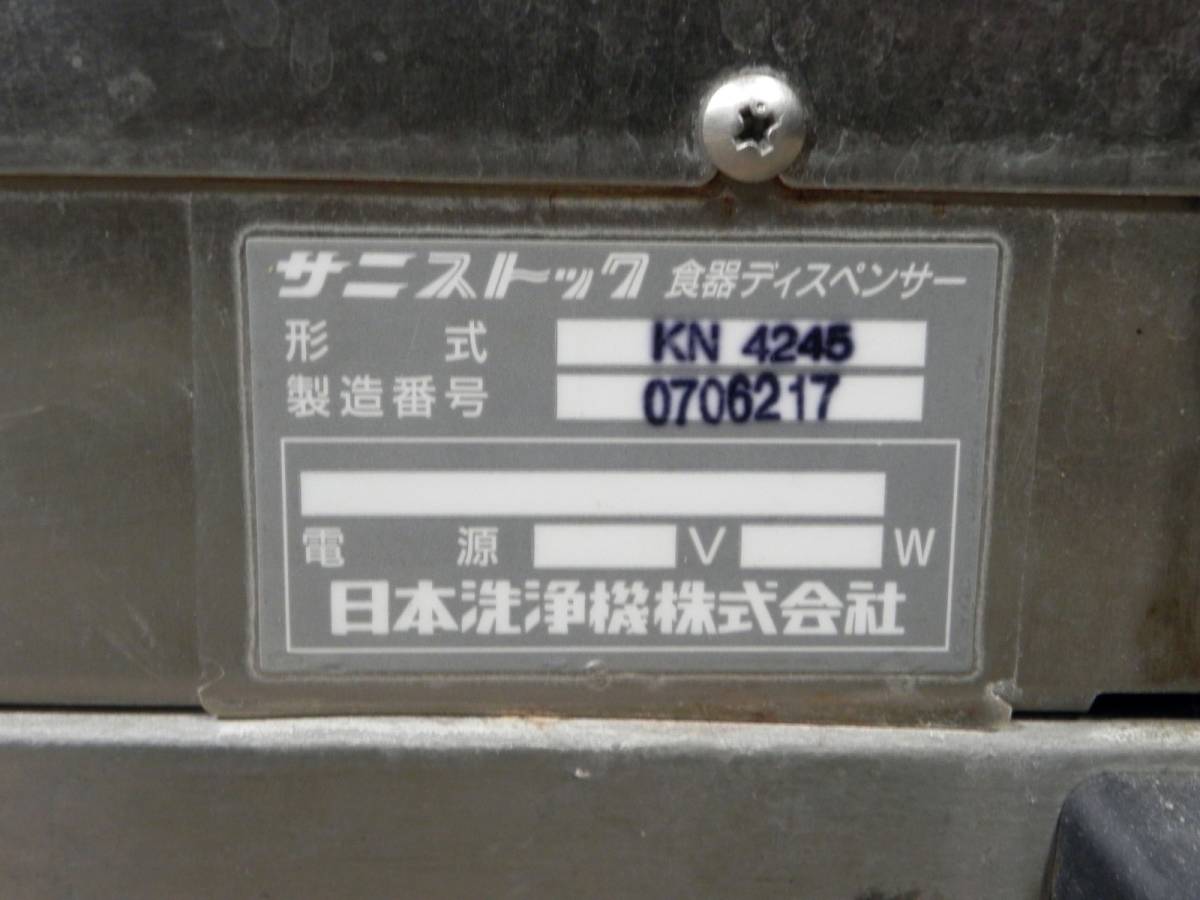 サニストック 食器ディスペンサー
形式 KN 4245
製造番号 0706217
電源 V W
日本洗浄機株式会社